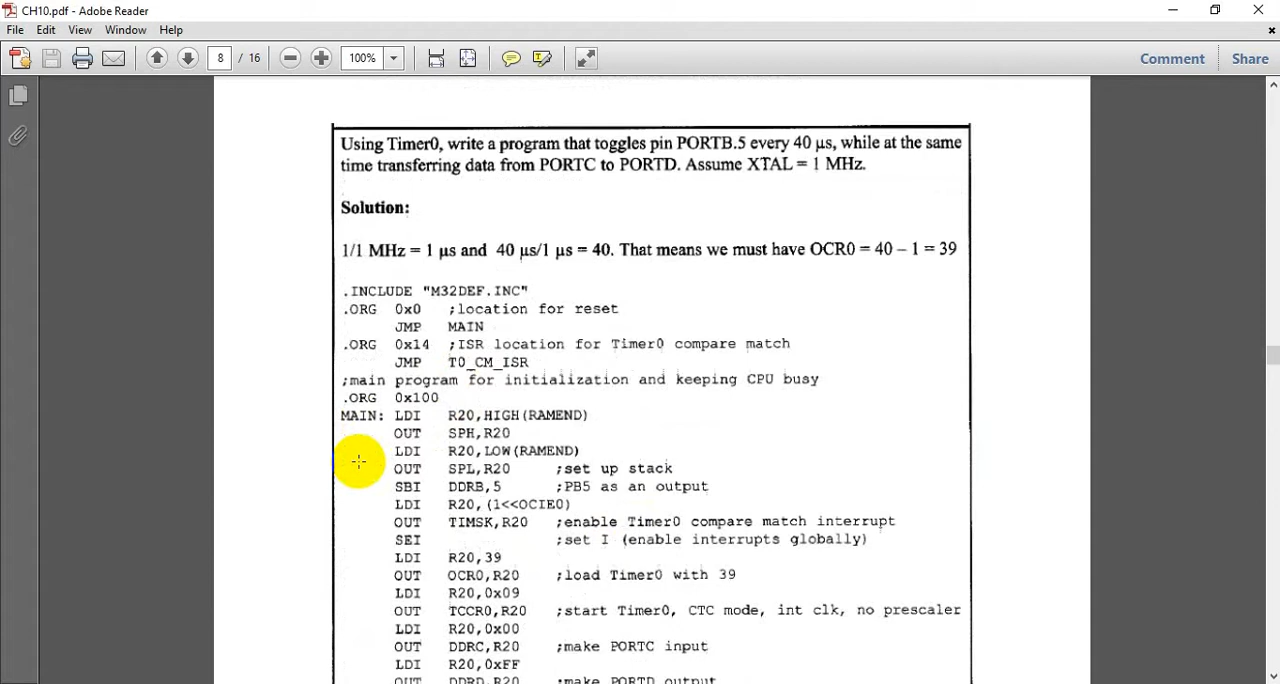 CH10.pdf - Adobe Reader
File Edit View Window Help
8 / 16 100% Comment Share
Using Timer0, write a program that toggles pin PORTB.5 every 40 µs, while at the same
time transferring data from PORTC to PORTD. Assume XTAL = 1 MHz.
Solution:
1/1 MHz = 1 µs and 40 µs/1 µs = 40. That means we must have OCR0 = 40 – 1 = 39
.INCLUDE "M32DEF.INC"
.ORG 0x0 ;location for reset
JMP MAIN
.ORG 0x14 ;ISR location for Timer0 compare match
JMP T0_CM_ISR
;main program for initialization and keeping CPU busy
.ORG 0x100
MAIN: LDI R20,HIGH(RAMEND)
OUT SPH,R20
LDI R20,LOW(RAMEND)
OUT SPL,R20 ;set up stack
SBI DDRB,5 ;PB5 as an output
LDI R20,(1<<OCIE0)
OUT TIMSK,R20 ;enable Timer0 compare match interrupt
SEI ;set I (enable interrupts globally)
LDI R20,39
OUT OCR0,R20 ;load Timer0 with 39
LDI R20,0x09
OUT TCCR0,R20 ;start Timer0, CTC mode, int clk, no prescaler
LDI R20,0x00
OUT DDRC,R20 ;make PORTC input
LDI R20,0xFF
OUT DDRD,R20 ;make PORTD output